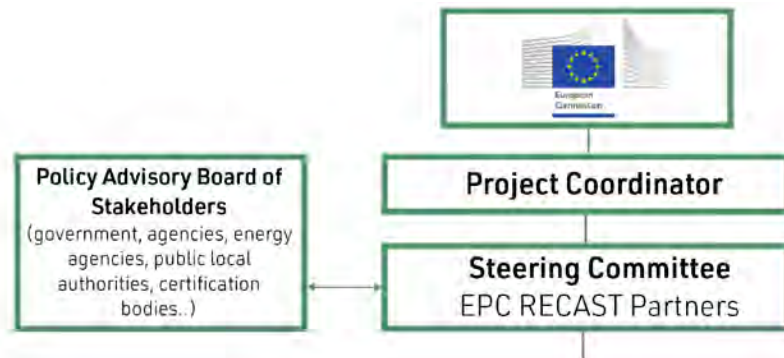 European
Commission
Project Coordinator
Policy Advisory Board of
Stakeholders
(government, agencies, energy
agencies, public local
authorities, certification
bodies..)
Steering Committee
EPC RECAST Partners